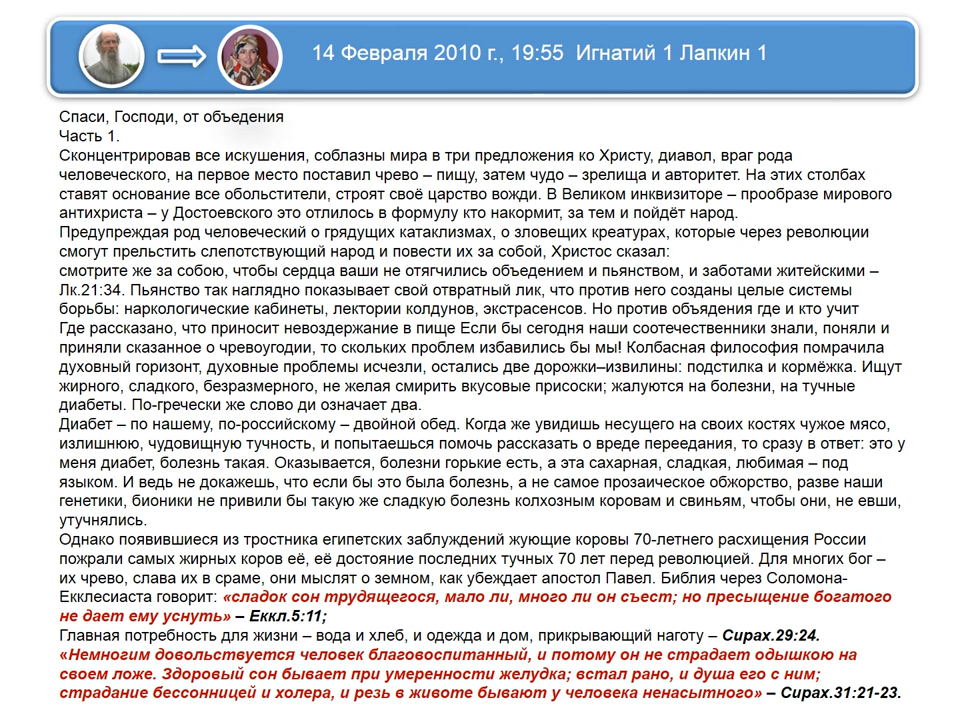 14 Февраля 2010 г., 19:55  Игнатий 1 Лапкин 1
Спаси, Господи, от объедения
Часть 1.
Сконцентрировав все искушения, соблазны мира в три предложения ко Христу, диавол, враг рода
человеческого, на первое место поставил чрево – пищу, затем чудо – зрелища и авторитет. На этих столбах
ставят основание все обольстители, строят своё царство вожди. В Великом инквизиторе – прообразе мирового
антихриста – у Достоевского это отлилось в формулу кто накормит, за тем и пойдёт народ.
Предупреждая род человеческий о грядущих катаклизмах, о зловещих креатурах, которые через революции
смогут прельстить слепотствующий народ и повести их за собой, Христос сказал:
смотрите же за собою, чтобы сердца ваши не отягчились объедением и пьянством, и заботами житейскими –
Лк.21:34. Пьянство так наглядно показывает свой отвратный лик, что против него созданы целые системы
борьбы: наркологические кабинеты, лектории колдунов, экстрасенсов. Но против объядения где и кто учит
Где рассказано, что приносит невоздержание в пище Если бы сегодня наши соотечественники знали, поняли и
приняли сказанное о чревоугодии, то скольких проблем избавились бы мы! Колбасная философия помрачила
духовный горизонт, духовные проблемы исчезли, остались две дорожки–извилины: подстилка и кормёжка. Ищут
жирного, сладкого, безразмерного, не желая смирить вкусовые присоски; жалуются на болезни, на тучные
диабеты. По-гречески же слово ди означает два.
Диабет – по нашему, по-российскому – двойной обед. Когда же увидишь несущего на своих костях чужое мясо,
излишнюю, чудовищную тучность, и попытаешься помочь рассказать о вреде переедания, то сразу в ответ: это у
меня диабет, болезнь такая. Оказывается, болезни горькие есть, а эта сахарная, сладкая, любимая – под
языком. И ведь не докажешь, что если бы это была болезнь, а не самое прозаическое обжорство, разве наши
генетики, бионики не привили бы такую же сладкую болезнь колхозным коровам и свиньям, чтобы они, не евши,
утучнялись.
Однако появившиеся из тростника египетских заблуждений жующие коровы 70-летнего расхищения России
пожрали самых жирных коров её, её достояние последних тучных 70 лет перед революцией. Для многих бог –
их чрево, слава их в сраме, они мыслят о земном, как убеждает апостол Павел. Библия через Соломона-
Екклесиаста говорит: «сладок сон трудящегося, мало ли, много ли он съест; но пресыщение богатого
не дает ему уснуть» – Еккл.5:11;
Главная потребность для жизни – вода и хлеб, и одежда и дом, прикрывающий наготу – Сирах.29:24.
«Немногим довольствуется человек благовоспитанный, и потому он не страдает одышкою на
своем ложе. Здоровый сон бывает при умеренности желудка; встал рано, и душа его с ним;
страдание бессонницей и холера, и резь в животе бывают у человека ненасытного» – Сирах.31:21-23.